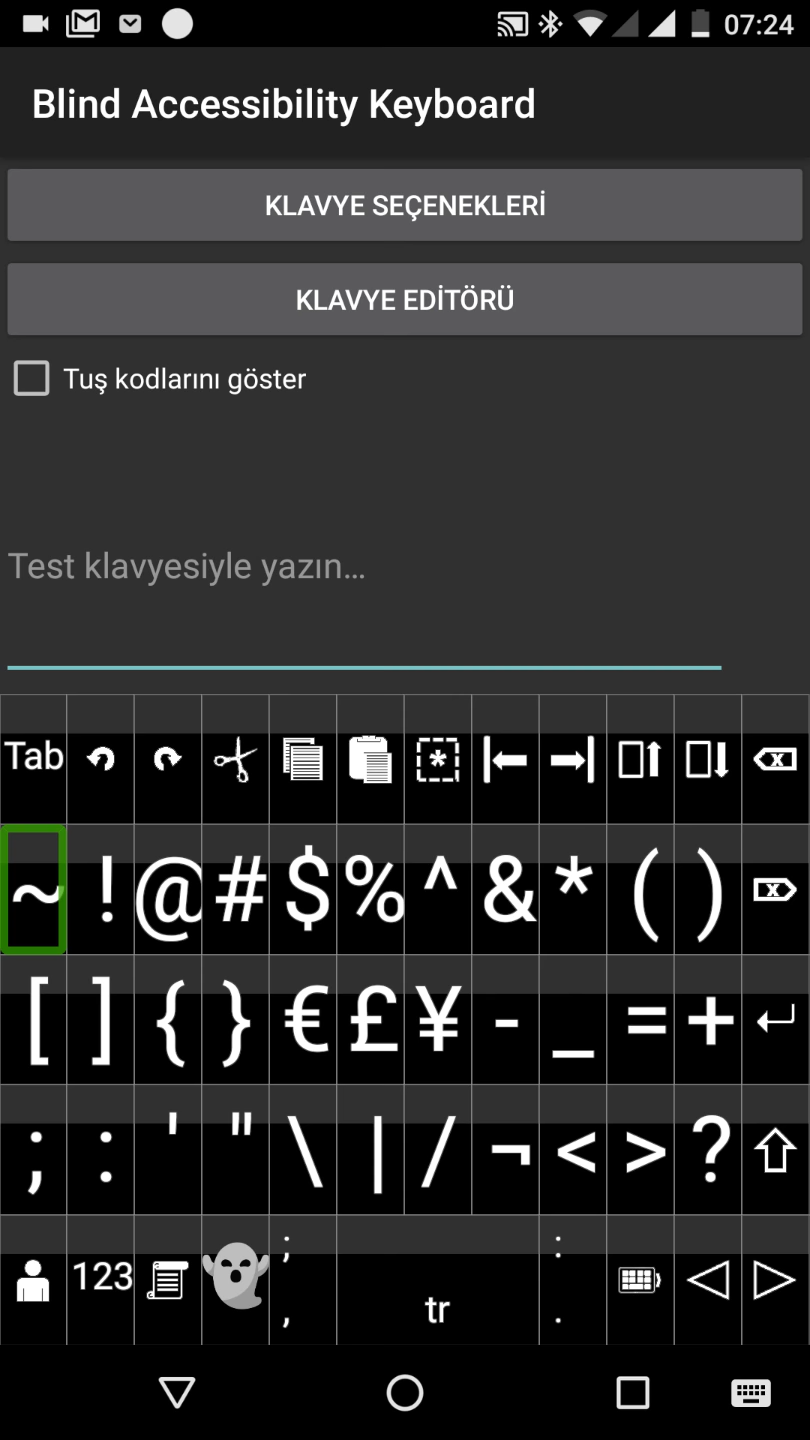 07:24
Blind Accessibility Keyboard
KLAVYE SEÇENEKLERİ
KLAVYE EDİTÖRÜ
Tuş kodlarını göster
Test klavyesiyle yazın...
Tab
~ ! @ # $ % ^ & * ( )
[ ] { } € £ ¥ - _ = +
; : ' " \ | / ¬ < > ?
123 ; , tr : .